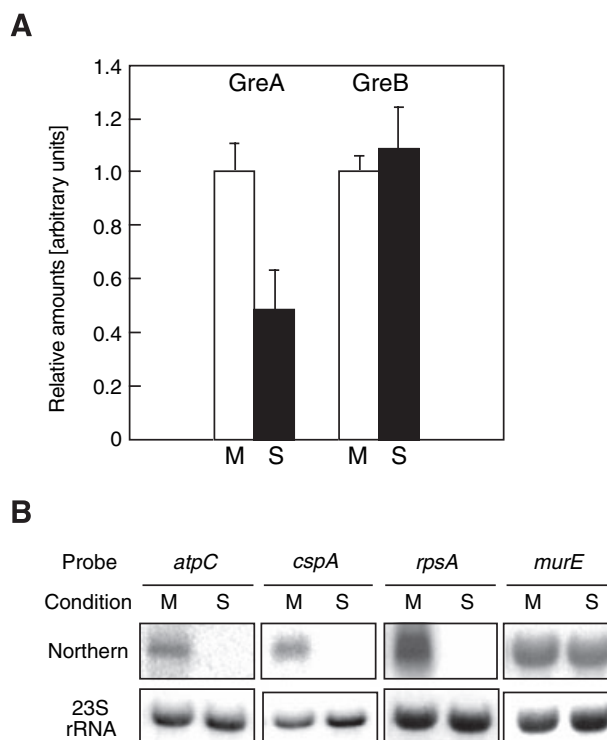 A
1.4
1.2
1.0
0.8
0.6
0.4
0.2
0
Relative amounts [arbitrary units]
GreA GreB
M S M S
B
Probe atpC cspA rpsA murE
Condition M S M S M S M S
Northern
23S
rRNA